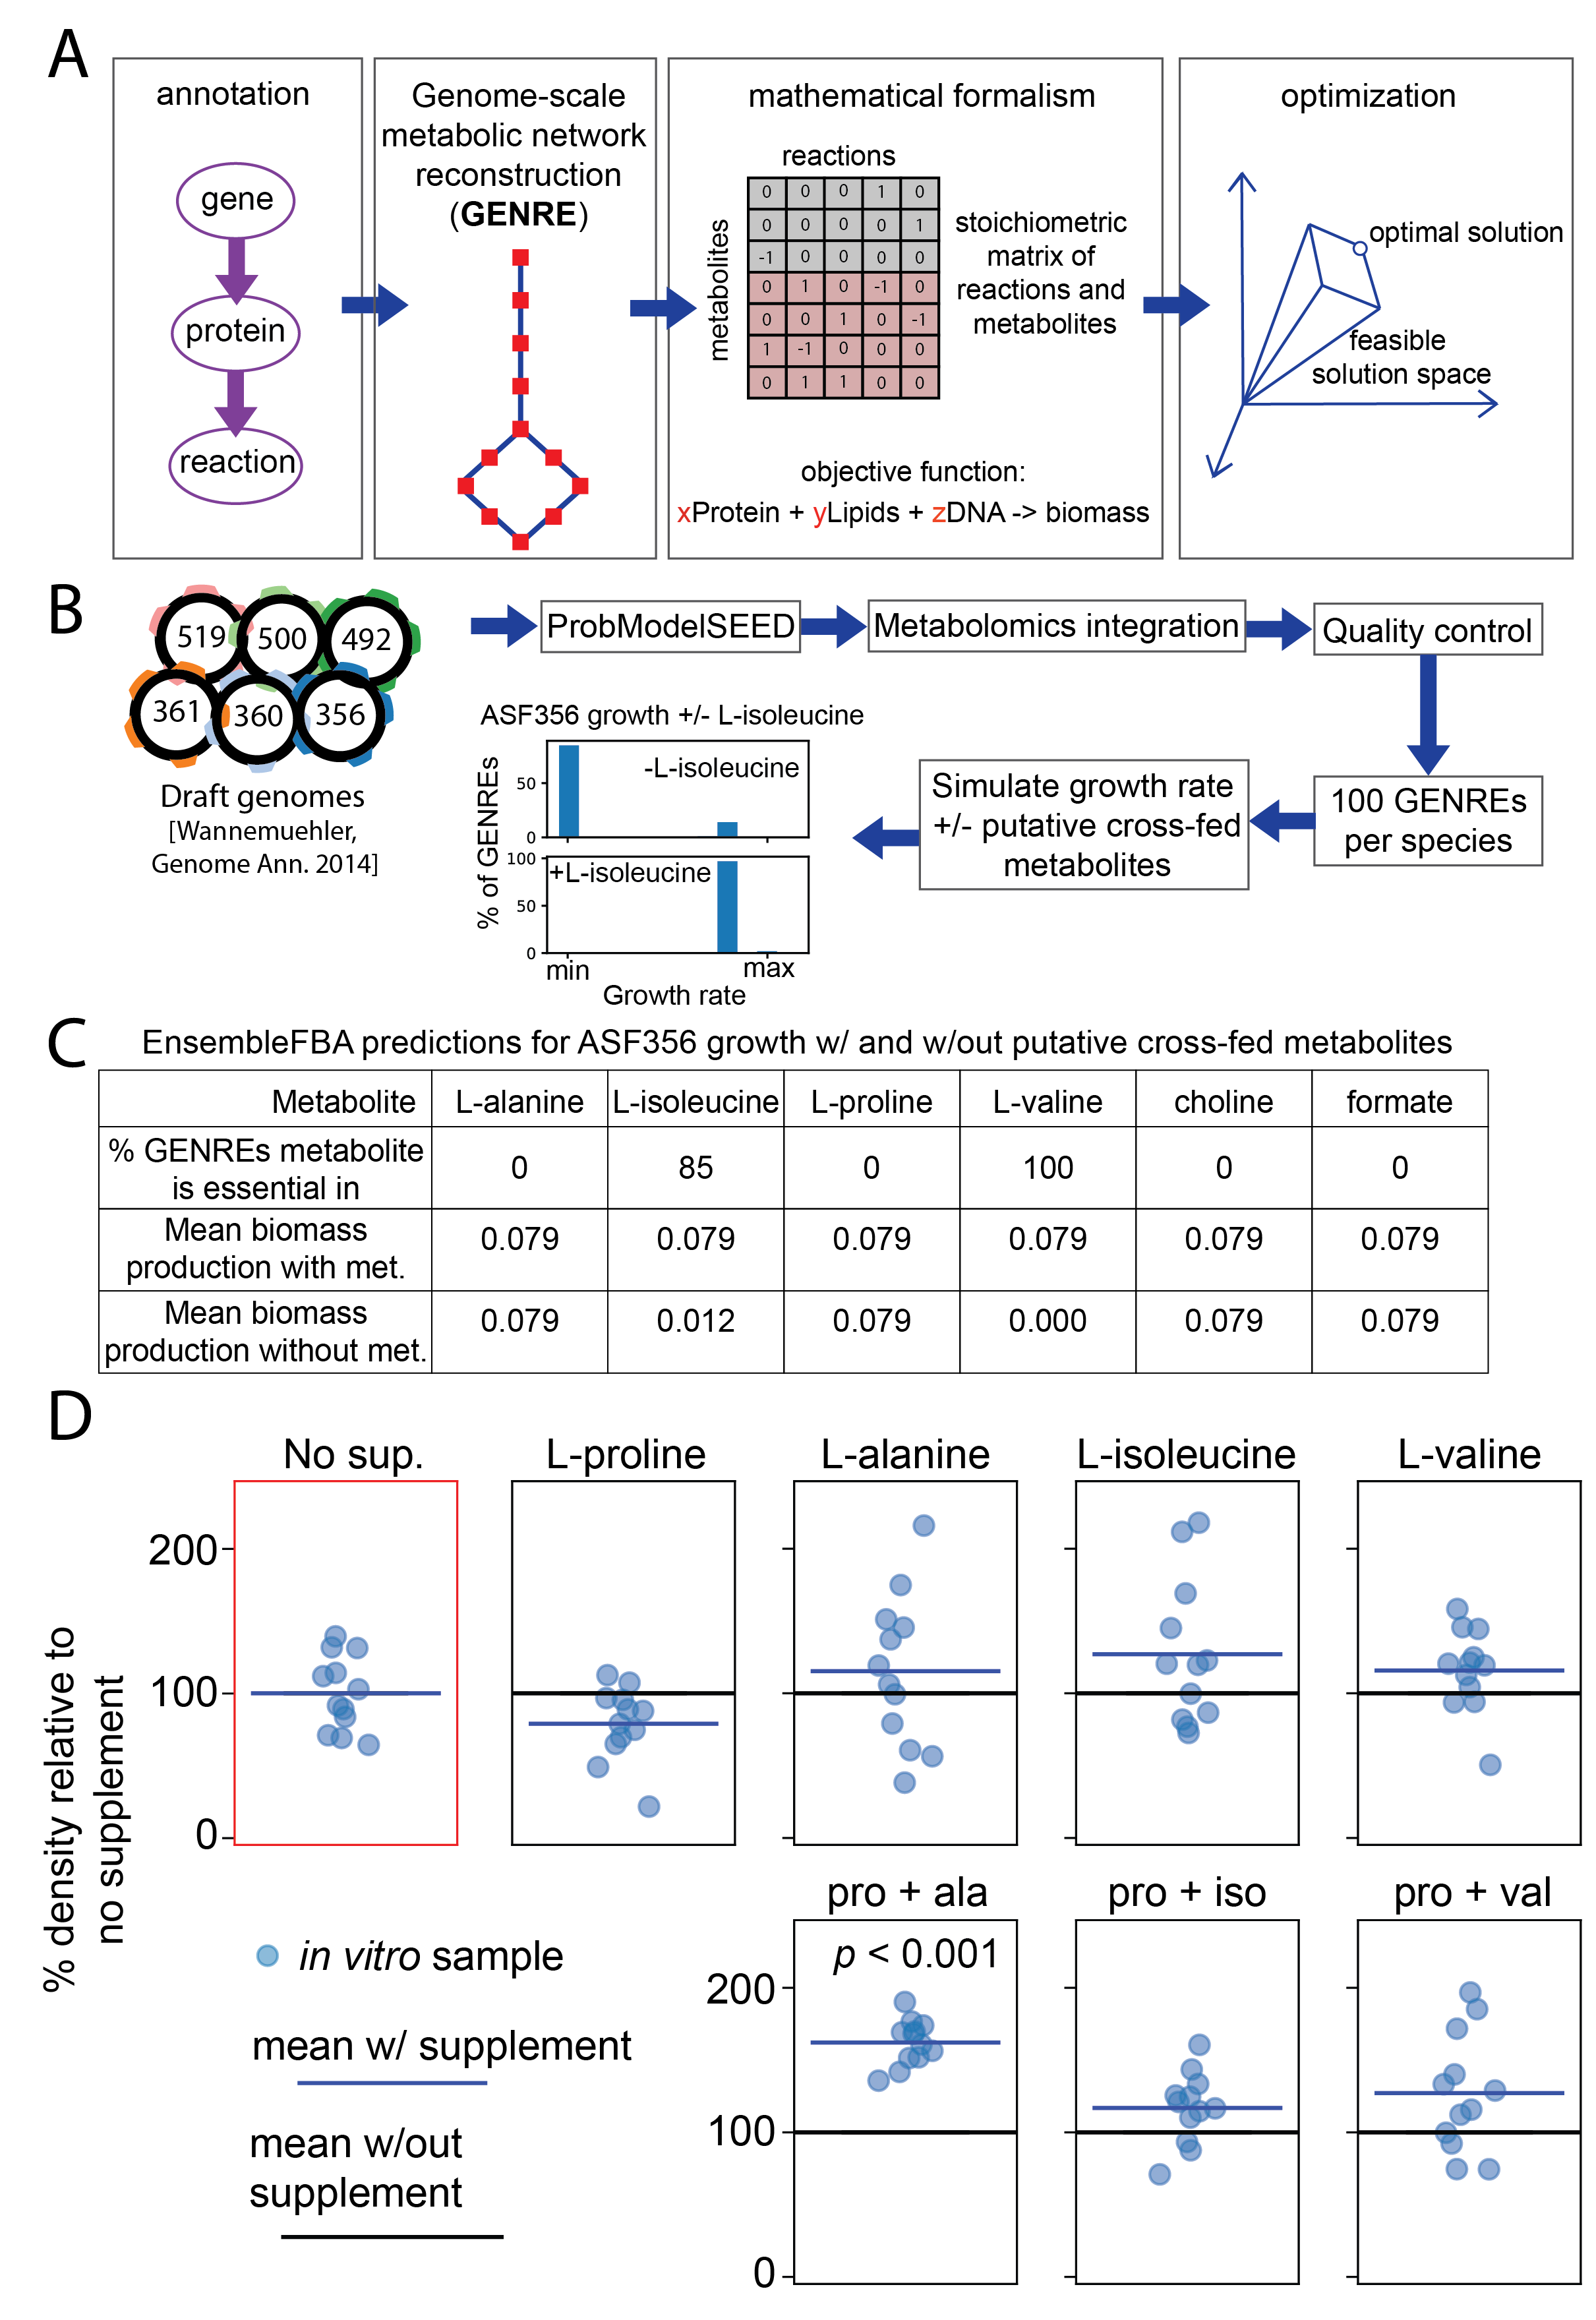 A
annotation
gene
protein
reaction
Genome-scale
metabolic network
reconstruction
(GENRE)
mathematical formalism
reactions
metabolites
0 0 0 1 0
0 0 0 0 1
-1 0 0 0 0
0 1 0 -1 0
0 0 1 0 -1
1 -1 0 0 0
0 1 1 0 0
stoichiometric
matrix of
reactions and
metabolites
objective function:
xProtein + yLipids + zDNA -> biomass
optimization
optimal solution
feasible
solution space
B
519 500 492
361 360 356
Draft genomes
[Wannemuehler,
Genome Ann. 2014]
ProbModelSEED
Metabolomics integration
Quality control
100 GENREs
per species
Simulate growth rate
+/- putative cross-fed
metabolites
ASF356 growth +/- L-isoleucine
% of GENREs
50
0
-L-isoleucine
100
50
0
+L-isoleucine
min max
Growth rate
C
EnsembleFBA predictions for ASF356 growth w/ and w/out putative cross-fed metabolites
Metabolite L-alanine L-isoleucine L-proline L-valine choline formate
% GENREs metabolite
is essential in
0 85 0 100 0 0
Mean biomass
production with met.
0.079 0.079 0.079 0.079 0.079 0.079
Mean biomass
production without met.
0.079 0.012 0.079 0.000 0.079 0.079
D
No sup. L-proline L-alanine L-isoleucine L-valine
% density relative to
no supplement
200
100
0
pro + ala pro + iso pro + val
p < 0.001
200
100
0
in vitro sample
mean w/ supplement
mean w/out
supplement